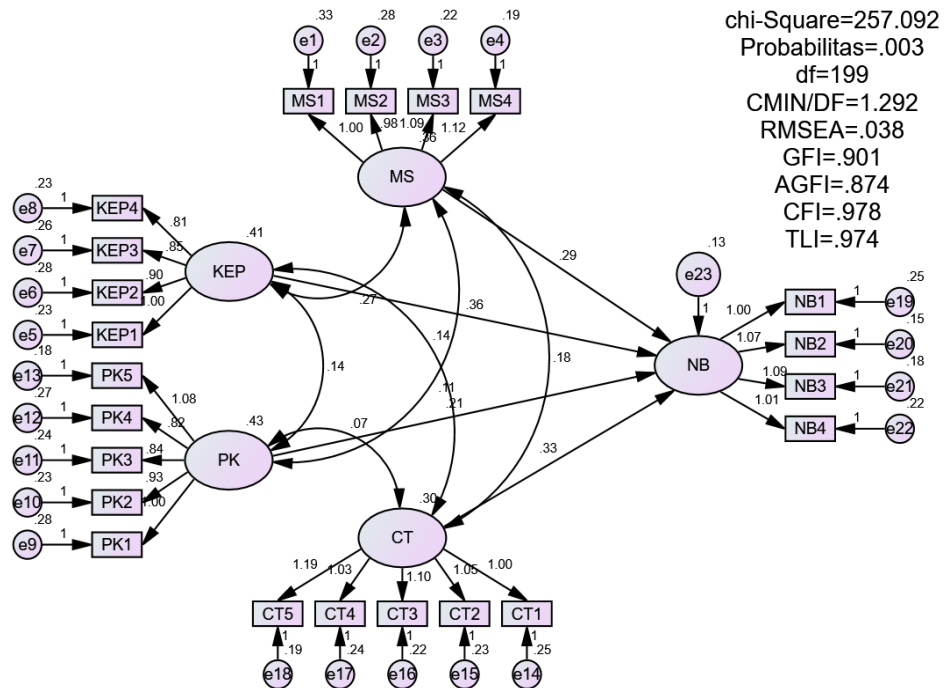 chi-Square=257.092
Probabilitas=.003
df=199
CMIN/DF=1.292
RMSEA=.038
GFI=.901
AGFI=.874
CFI=.978
TLI=.974
.33 .28 .22 .19
e1 e2 e3 e4
1 1 1 1
MS1 MS2 MS3 MS4
1.00 .98 1.09 1.12
.36
MS
.23
e8 1 KEP4
.81
.26
e7 1 KEP3
.85
.28
e6 1 KEP2
.90
.23
e5 1 KEP1
1.00
.41
KEP
.18
e13 1 PK5
1.08
.27
e12 1 PK4
.82
.24
e11 1 PK3
.84
.23
e10 1 PK2
.93
.28
e9 1 PK1
1.00
.43
PK
.29
.27
.36
.14
.18
.14
.11
.21
.07
.33
.13
e23
1
NB
1.00 NB1 1 e19 .25
1.07 NB2 1 e20 .15
1.09 NB3 1 e21 .18
1.01 NB4 1 e22 .22
.30
CT
1.19 1.03 1.10 1.05 1.00
CT5 CT4 CT3 CT2 CT1
1 1 1 1 1
.19 .24 .22 .23 .25
e18 e17 e16 e15 e14